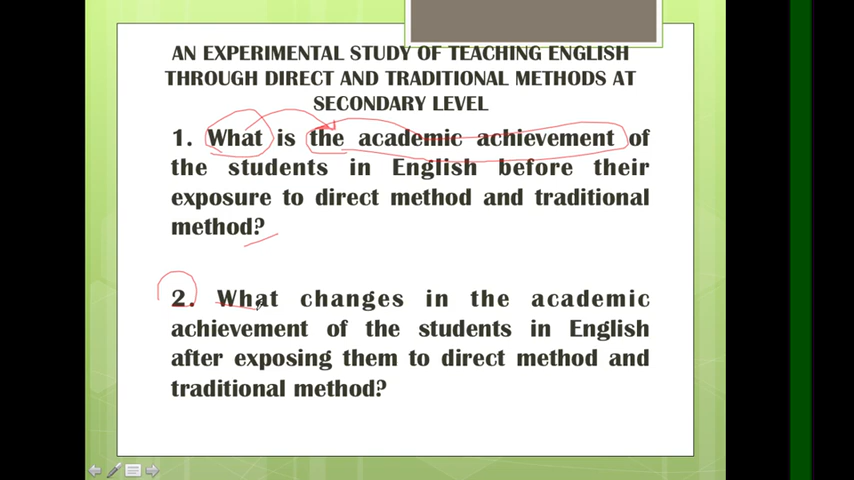 AN EXPERIMENTAL STUDY OF TEACHING ENGLISH
THROUGH DIRECT AND TRADITIONAL METHODS AT
SECONDARY LEVEL
1. What is the academic achievement of
the students in English before their
exposure to direct method and traditional
method?
2. What changes in the academic
achievement of the students in English
after exposing them to direct method and
traditional method?